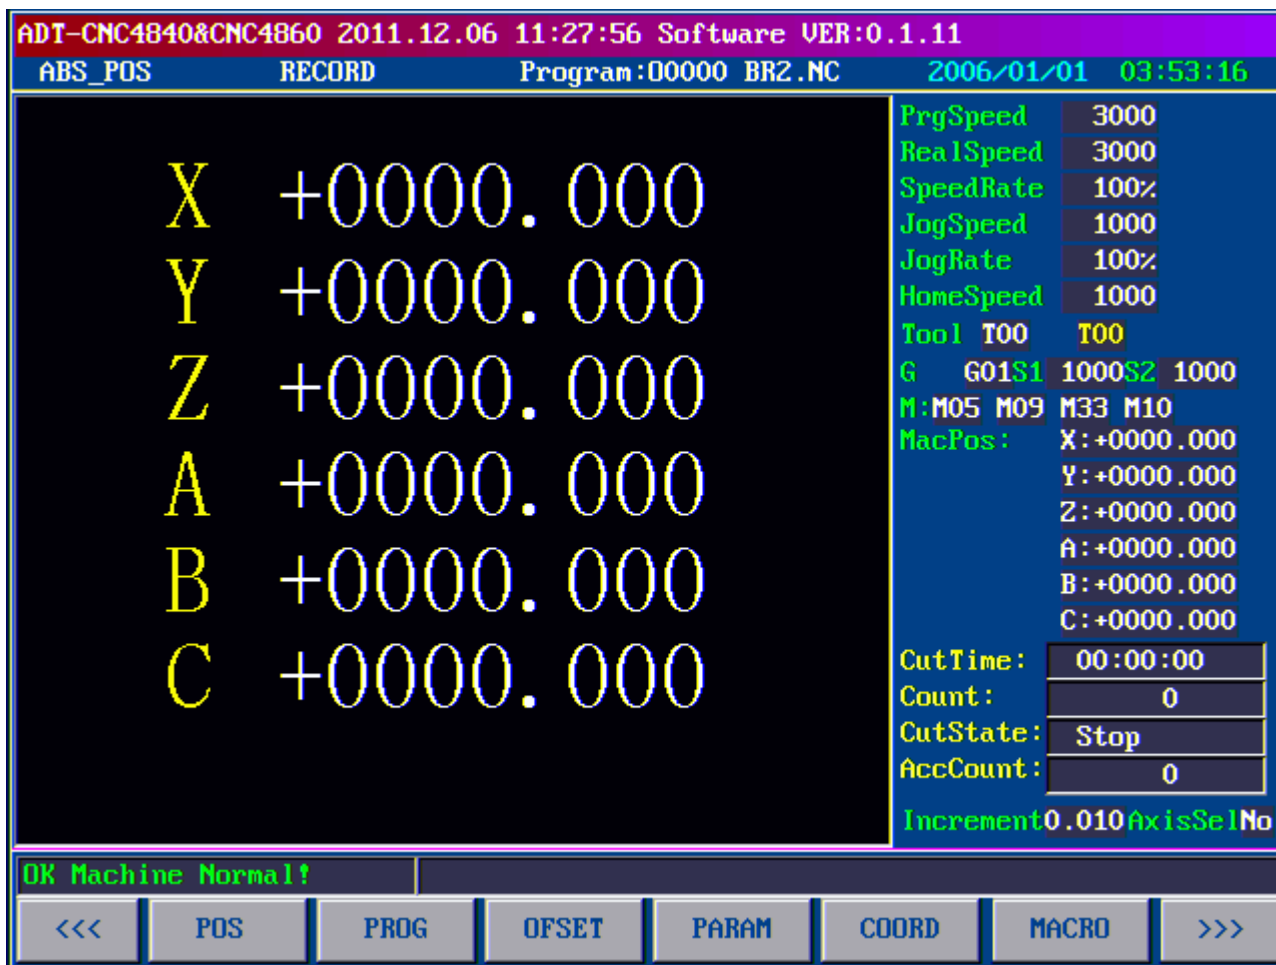 ADT-CNC4840&CNC4860 2011.12.06 11:27:56 Software VER:0.1.11
ABS_POS RECORD Program:O0000 BR2.NC 2006/01/01 03:53:16
X +0000.000
Y +0000.000
Z +0000.000
A +0000.000
B +0000.000
C +0000.000
PrgSpeed 3000
RealSpeed 3000
SpeedRate 100%
JogSpeed 1000
JogRate 100%
HomeSpeed 1000
Tool T00 T00
G G01 S1 1000 S2 1000
M:M05 M09 M33 M10
MacPos: X:+0000.000
Y:+0000.000
Z:+0000.000
A:+0000.000
B:+0000.000
C:+0000.000
CutTime: 00:00:00
Count: 0
CutState: Stop
AccCount: 0
Increment 0.010 AxisSel No
OK Machine Normal!
<<< POS PROG OFSET PARAM COORD MACRO >>>